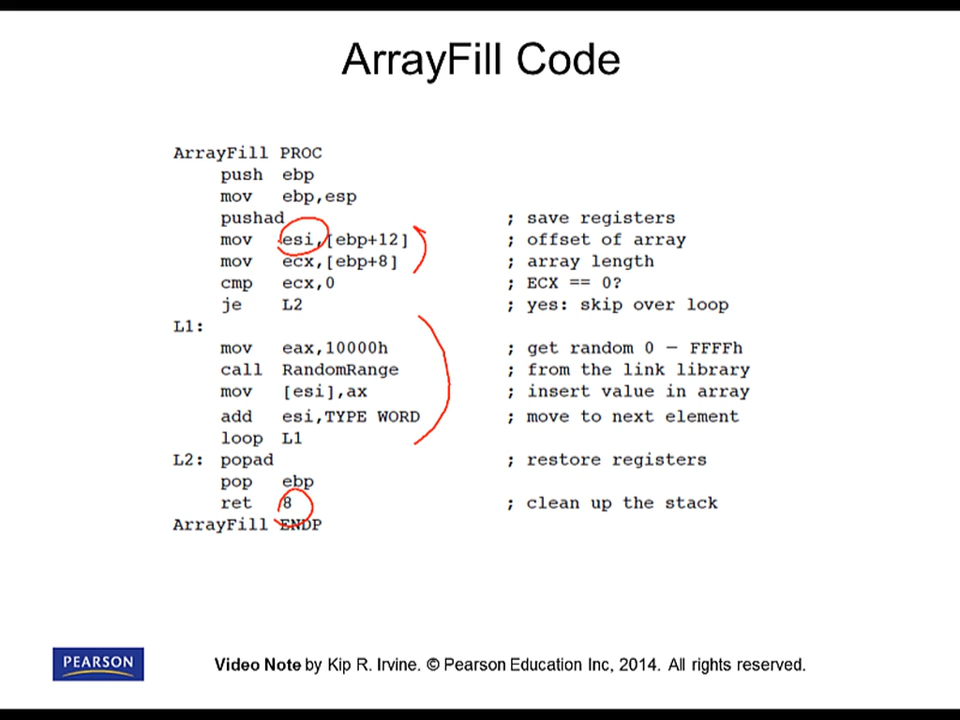 ArrayFill Code
ArrayFill PROC
push ebp
mov ebp,esp
pushad ; save registers
mov esi,[ebp+12] ; offset of array
mov ecx,[ebp+8] ; array length
cmp ecx,0 ; ECX == 0?
je L2 ; yes: skip over loop
L1:
mov eax,10000h ; get random 0 – FFFFh
call RandomRange ; from the link library
mov [esi],ax ; insert value in array
add esi,TYPE WORD ; move to next element
loop L1
L2: popad ; restore registers
pop ebp
ret 8 ; clean up the stack
ArrayFill ENDP
PEARSON
Video Note by Kip R. Irvine. © Pearson Education Inc, 2014. All rights reserved.